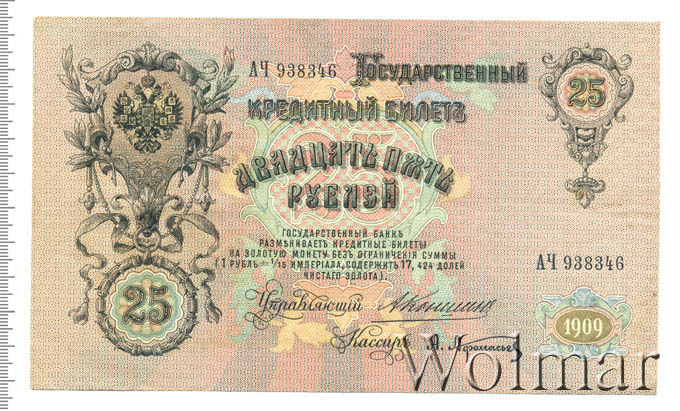 АЧ 938346 Государственный 25
кредитный билетъ
двадцать пять
рублей
ГОСУДАРСТВЕННЫЙ БАНКЪ
РАЗМѢНИВАЕТЪ КРЕДИТНЫЕ БИЛЕТЫ
НА ЗОЛОТУЮ МОНЕТУ БЕЗЪ ОГРАНИЧЕНІЯ СУММЫ
(1 РУБЛЬ = 1/15 ИМПЕРІАЛА, СОДЕРЖИТЪ 17,424 ДОЛЕЙ
ЧИСТАГО ЗОЛОТА).
АЧ 938346
25
Управляющій А. Коншинъ
1909
Кассиръ А. Афанасьевъ
Wolmar